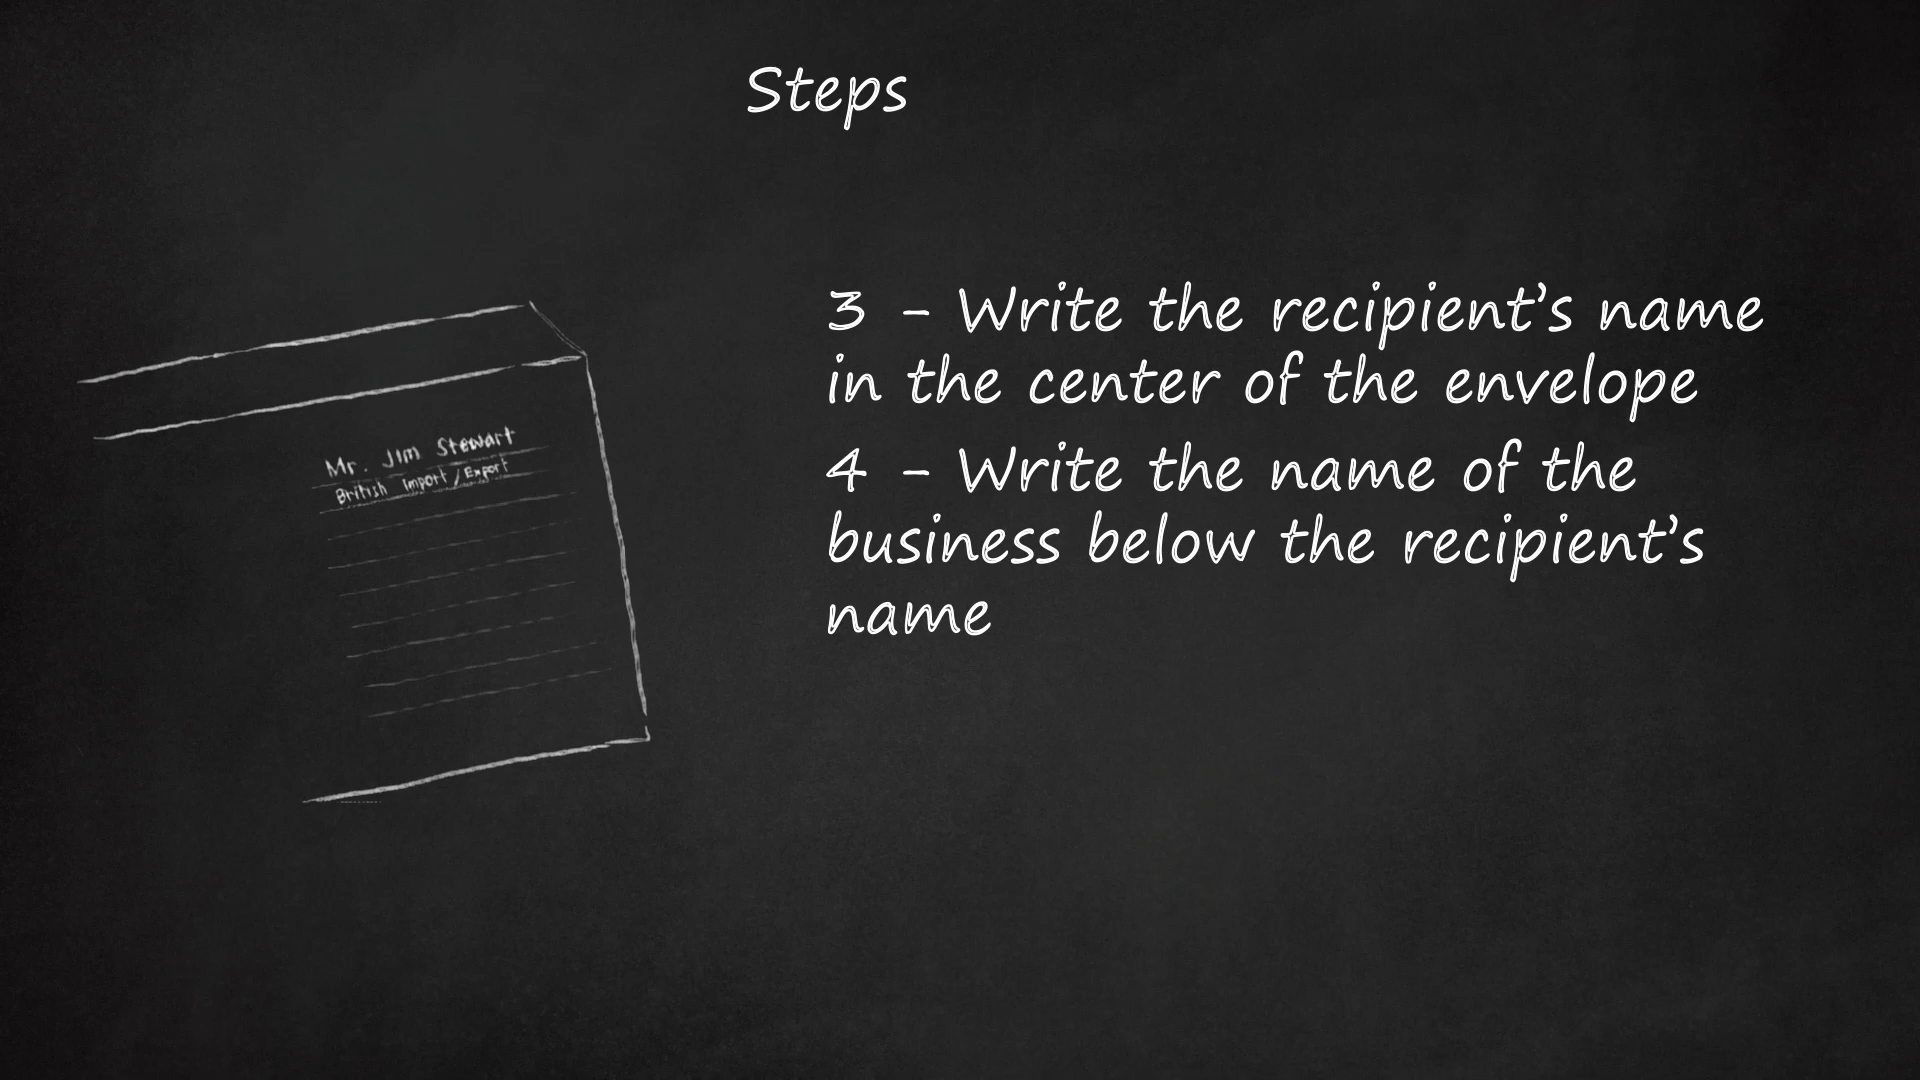 Steps
Mr. Jim Stewart
British Import/Export
3 - Write the recipient’s name
in the center of the envelope
4 - Write the name of the
business below the recipient’s
name